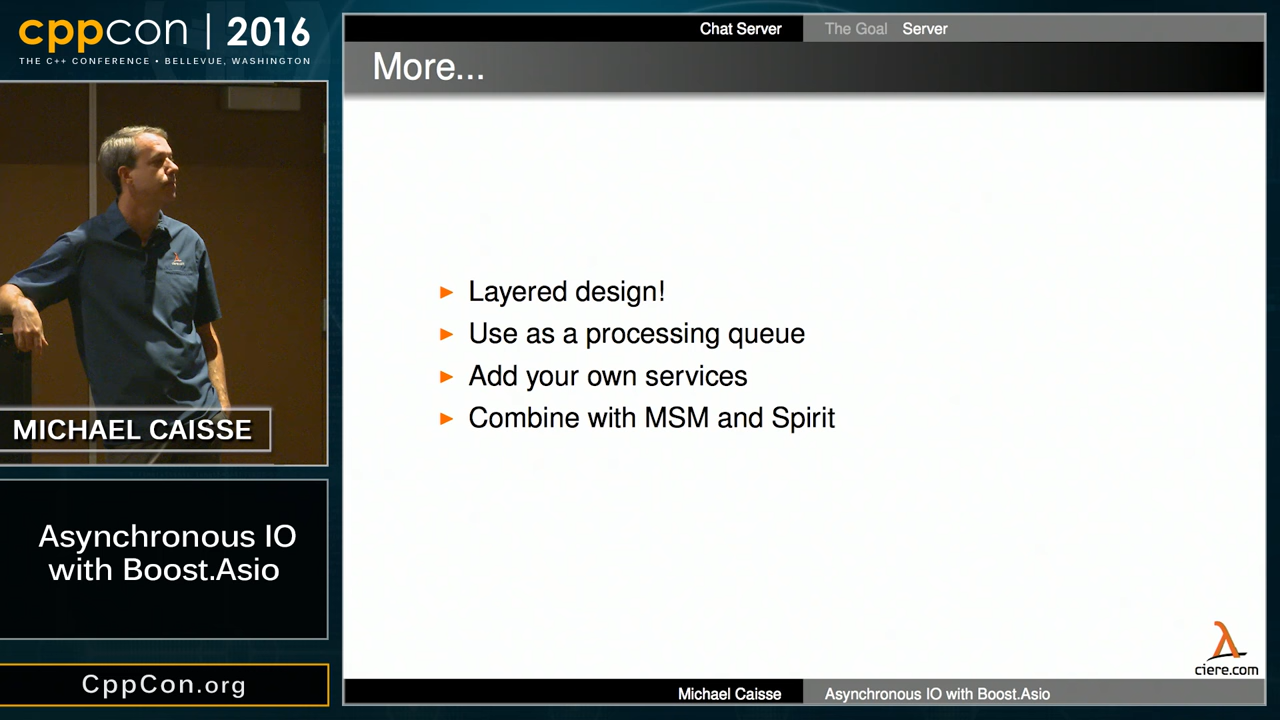 cppcon | 2016
THE C++ CONFERENCE • BELLEVUE, WASHINGTON
MICHAEL CAISSE
Asynchronous IO
with Boost.Asio
CppCon.org
Chat Server The Goal Server
More...
Layered design!
Use as a processing queue
Add your own services
Combine with MSM and Spirit
ciere.com
Michael Caisse Asynchronous IO with Boost.Asio